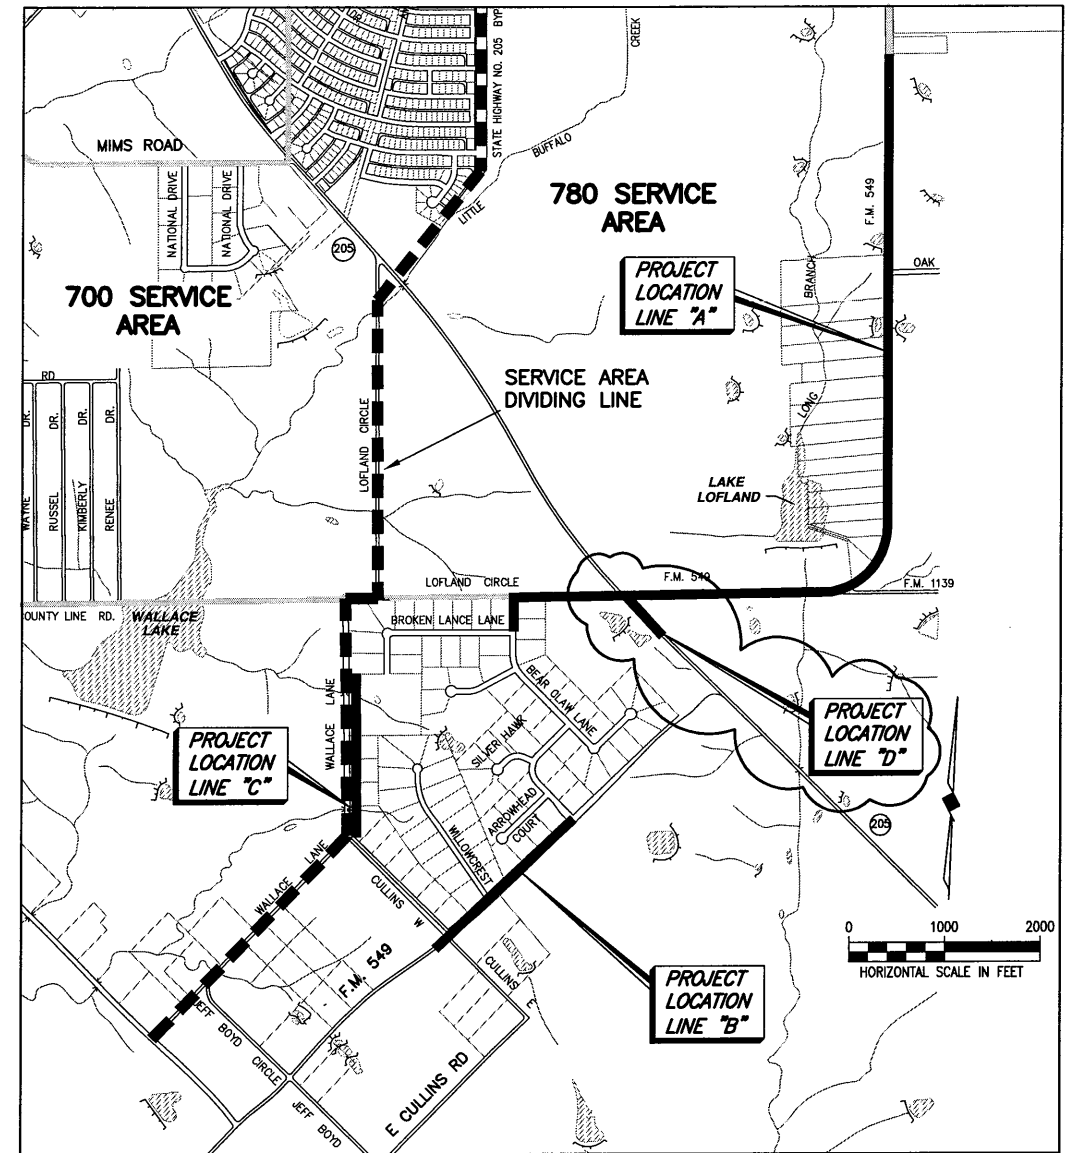 STATE HIGHWAY NO. 205 BYP
CREEK
BUFFALO
LITTLE
MIMS ROAD
NATIONAL DRIVE
NATIONAL DRIVE
205
780 SERVICE
AREA
F.M. 549
OAK
BRANCH
LONG
PROJECT
LOCATION
LINE "A"
700 SERVICE
AREA
SERVICE AREA
DIVIDING LINE
LOFLAND CIRCLE
RD
WAYNE DR.
RUSSEL DR.
KIMBERLY DR.
RENEE DR.
LAKE
LOFLAND
LOFLAND CIRCLE
F.M. 549
F.M. 1139
OUNTY LINE RD.
WALLACE
LAKE
BROKEN LANCE LANE
BEAR CLAW LANE
SILVER HAWK
WALLACE LANE
PROJECT
LOCATION
LINE "C"
PROJECT
LOCATION
LINE "D"
ARROWHEAD
COURT
WILLOWCREST
205
WALLACE LANE
CULLINS W
CULLINS E
F.M. 549
0 1000 2000
HORIZONTAL SCALE IN FEET
PROJECT
LOCATION
LINE "B"
JEFF BOYD CIRCLE
JEFF BOYD
E CULLINS RD